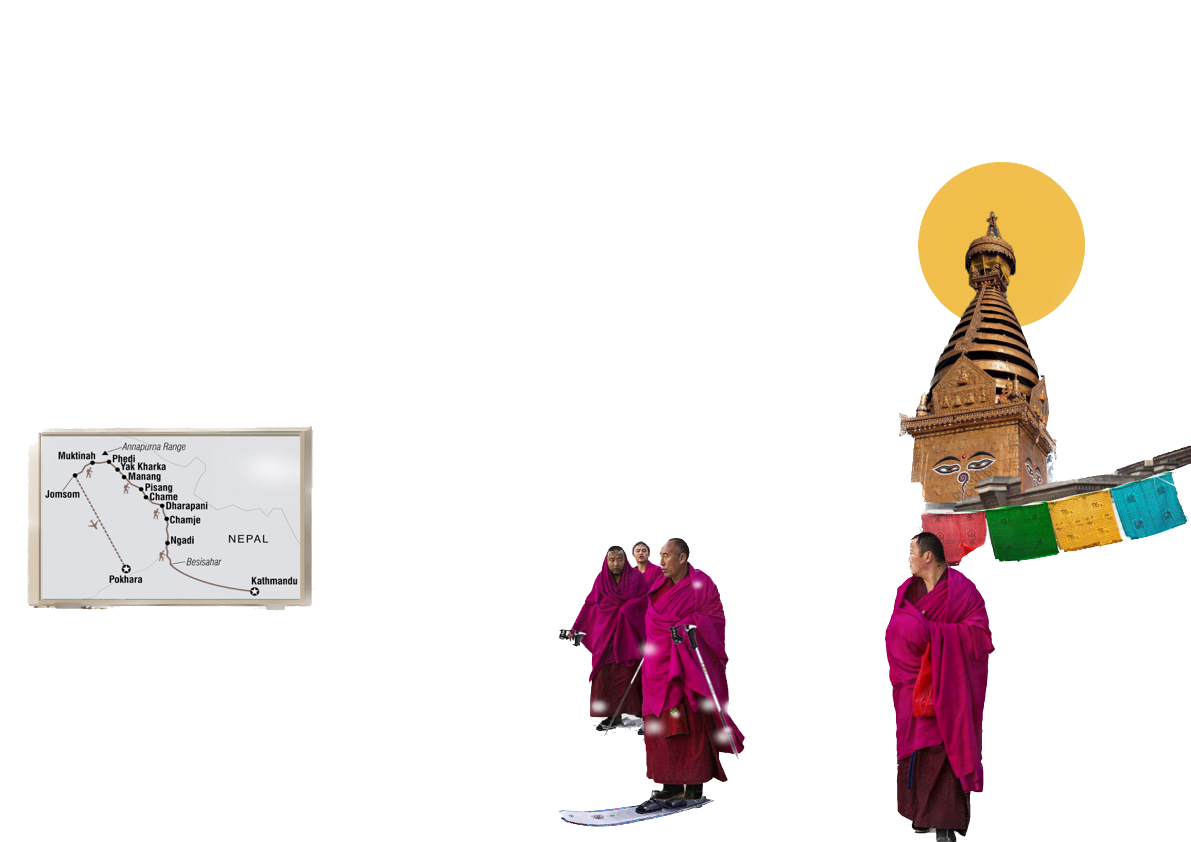 Annapurna Range
Muktinah
Phedi
Yak Kharka
Manang
Pisang
Jomsom
Chame
Dharapani
Chamje
NEPAL
Ngadi
Besisahar
Pokhara
Kathmandu